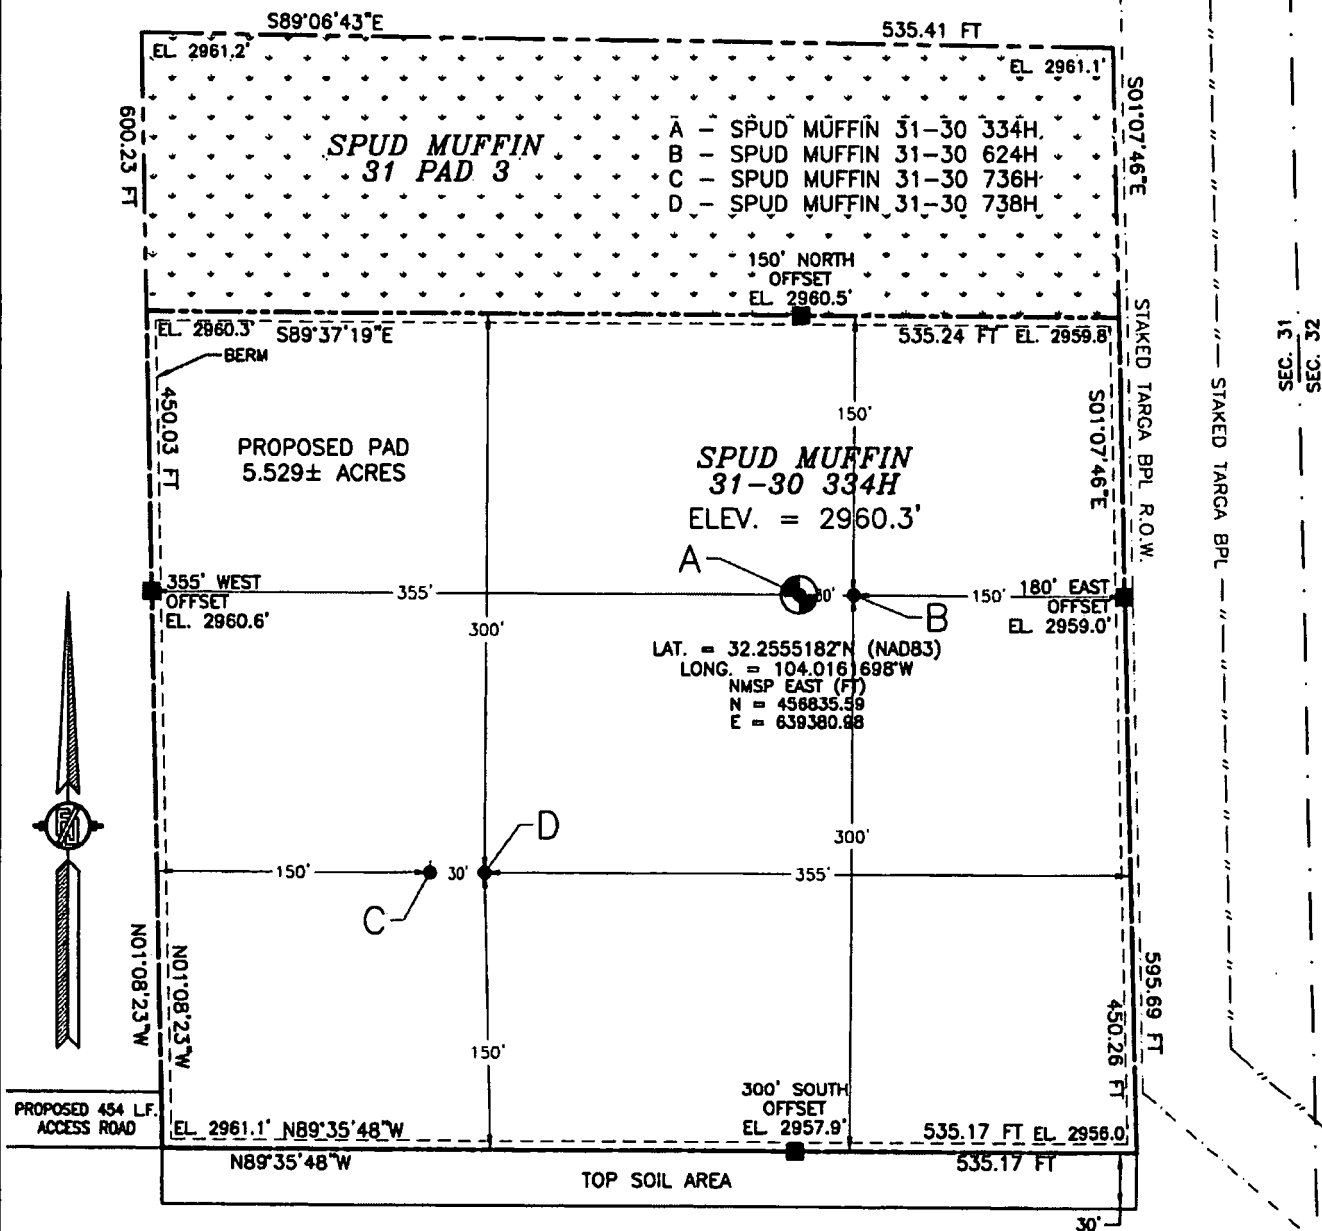 S89°06'43"E
535.41 FT
EL. 2961.2'
EL. 2961.1'
600.23 FT
S01°07'46"E
SPUD MUFFIN
31 PAD 3
A - SPUD MUFFIN 31-30 334H
B - SPUD MUFFIN 31-30 624H
C - SPUD MUFFIN 31-30 736H
D - SPUD MUFFIN 31-30 738H
150' NORTH
OFFSET
EL. 2960.5'
EL. 2960.3'
S89°37'19"E
535.24 FT EL. 2959.8'
BERM
450.03 FT
PROPOSED PAD
5.529± ACRES
150'
SPUD MUFFIN
31-30 334H
ELEV. = 2960.3'
S01°07'46"E
STAKED TARGA BPL R.O.W.
STAKED TARGA BPL
SEC. 31
SEC. 32
A
355' WEST
OFFSET
EL. 2960.6'
355'
300'
30'
B
150'
180' EAST
OFFSET
EL. 2959.0'
LAT. = 32.2555182°N (NAD83)
LONG. = 104.0161698°W
NMSP EAST (FT)
N = 456835.59
E = 639380.98
D
300'
150'
30'
355'
C
N01°08'23"W
N01°08'23"W
150'
595.69 FT
450.26 FT
PROPOSED 454 L.F.
ACCESS ROAD
300' SOUTH
OFFSET
EL. 2957.9'
EL. 2961.1' N89°35'48"W
535.17 FT EL. 2956.0'
N89°35'48"W
535.17 FT
TOP SOIL AREA
30'